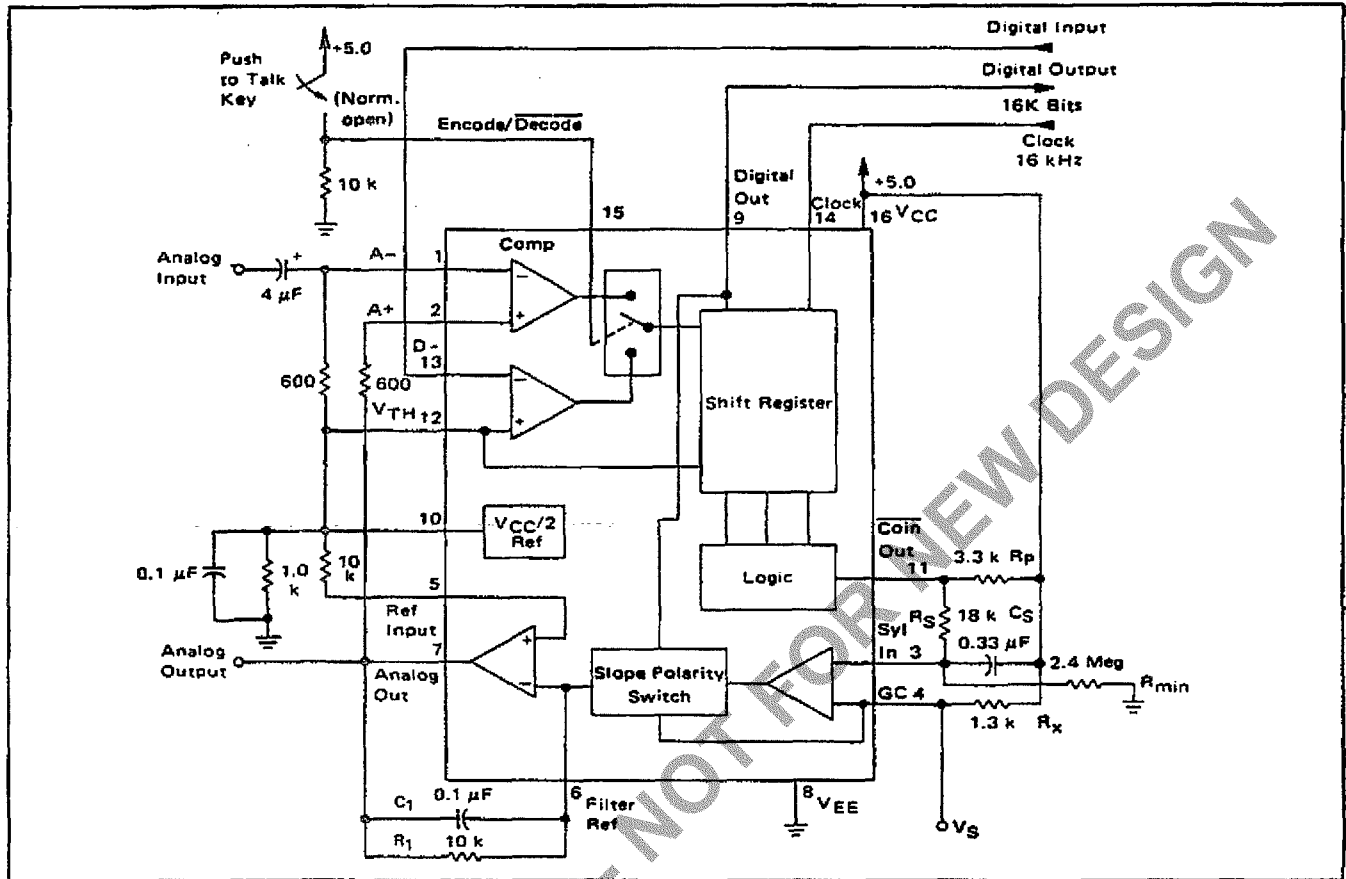 Digital Input
+5.0
Push
to Talk
Key
(Norm.
open)
Digital Output
16K Bits
Clock
16 kHz
Encode/Decode
10 k
Digital
Out
9
Clock
14
+5.0
16 VCC
15
Comp
Analog
Input
+
4 µF
A-
1
A+
2
D-
13
600
600
VTH 12
Shift Register
10
VCC/2
Ref
0.1 µF
1.0
k
10
k
5
Ref
Input
Logic
Coin
Out
11
3.3 k Rp
RS
18 k
CS
0.33 µF
Syl
In 3
2.4 Meg
Rmin
GC 4
1.3 k
Rx
Analog
Output
7
Analog
Out
Slope Polarity
Switch
C1
0.1 µF
6
Filter
Ref
R1
10 k
8
VEE
VS
NOT FOR NEW DESIGN